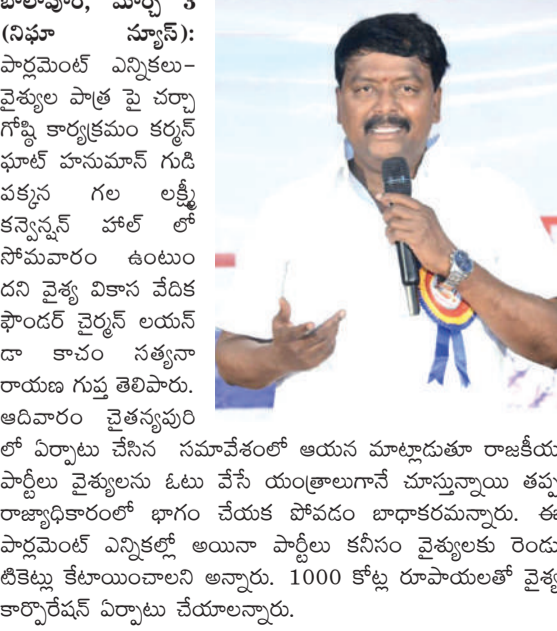 బాలాపూర్, మార్చి 3
(నిఘా న్యూస్):
పార్లమెంట్ ఎన్నికలు-
వైశ్యుల పాత్ర పై చర్చా
గోష్ఠి కార్యక్రమం కర్మన్
ఘాట్ హనుమాన్ గుడి
పక్కన గల లక్ష్మీ
కన్వెన్షన్ హాల్ లో
సోమవారం ఉంటుం
దని వైశ్య వికాస వేదిక
ఫౌండర్ చైర్మన్ లయన్
డా కాచం సత్యనా
రాయణ గుప్త తెలిపారు.
ఆదివారం చైతన్యపురి
లో ఏర్పాటు చేసిన సమావేశంలో ఆయన మాట్లాడుతూ రాజకీయ
పార్టీలు వైశ్యులను ఓటు వేసే యంత్రాలుగానే చూస్తున్నాయి తప్ప
రాజ్యాధికారంలో భాగం చేయక పోవడం బాధాకరమన్నారు. ఈ
పార్లమెంట్ ఎన్నికల్లో అయినా పార్టీలు కనీసం వైశ్యులకు రెండు
టికెట్లు కేటాయించాలని అన్నారు. 1000 కోట్ల రూపాయలతో వైశ్య
కార్పొరేషన్ ఏర్పాటు చేయాలన్నారు.